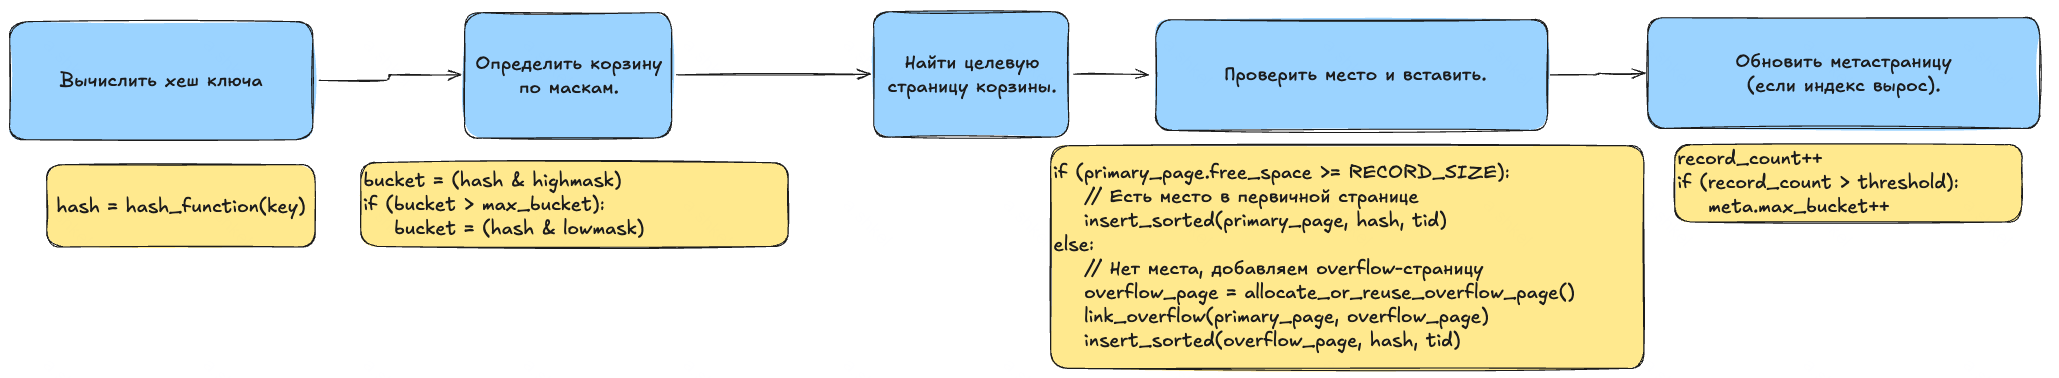 Вычислить хеш ключа
Определить корзину
по маскам.
Найти целевую
страницу корзины.
Проверить место и вставить.
Обновить метастраницу
(если индекс вырос).
hash = hash_function(key)
bucket = (hash & highmask)
if (bucket > max_bucket):
bucket = (hash & lowmask)
if (primary_page.free_space >= RECORD_SIZE):
// Есть место в первичной странице
insert_sorted(primary_page, hash, tid)
else:
// Нет места, добавляем overflow-страницу
overflow_page = allocate_or_reuse_overflow_page()
link_overflow(primary_page, overflow_page)
insert_sorted(overflow_page, hash, tid)
record_count++
if (record_count > threshold):
meta.max_bucket++